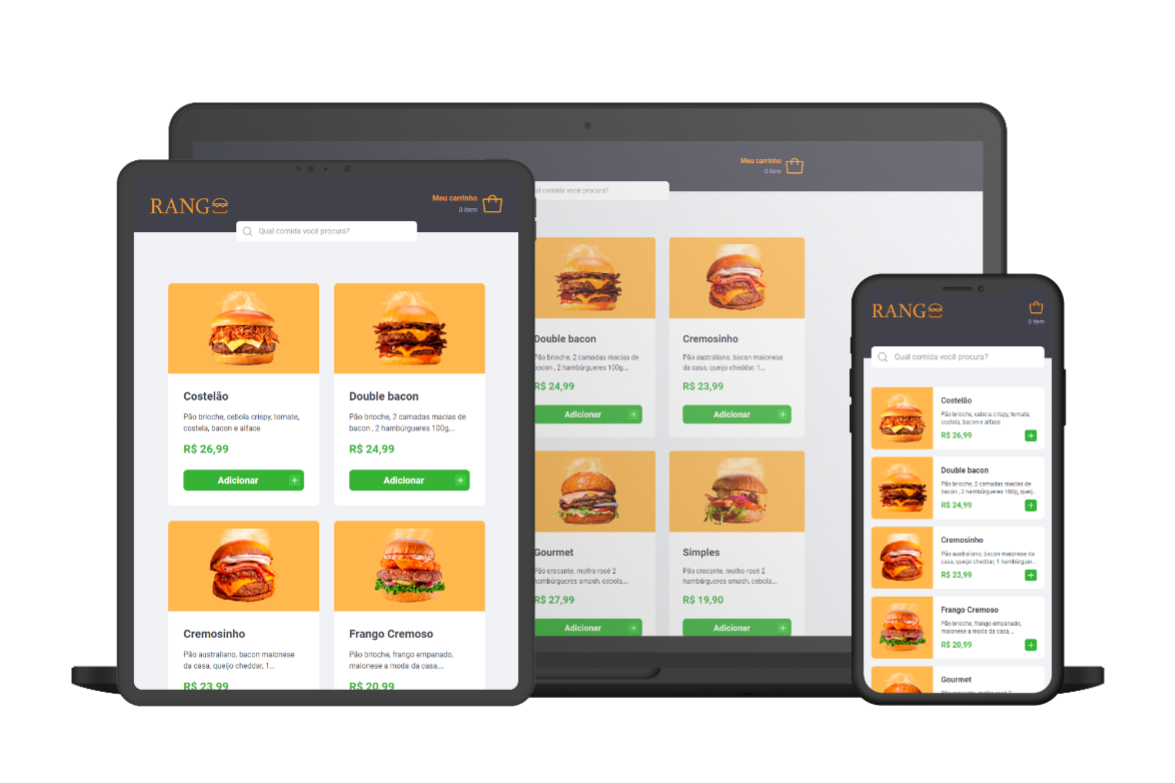 RANGO
Meu carrinho
0 item
Qual comida você procura?
Costelão
Pão brioche, cebola crispy, tomate,
costela, bacon e alface
R$ 26,99
Adicionar
Double bacon
Pão brioche, 2 camadas macias de
bacon , 2 hambúrgueres 100g,...
R$ 24,99
Adicionar
Cremosinho
Pão australiano, bacon maionese
da casa, queijo cheddar, 1...
R$ 23,99
Frango Cremoso
Pão brioche, frango empanado,
maionese a moda da casa,...
R$ 20,99
Meu carrinho
0 item
comida você procura?
Double bacon
Pão brioche, 2 camadas macias de
bacon , 2 hambúrgueres 100g,...
R$ 24,99
Adicionar
Cremosinho
Pão australiano, bacon maionese
da casa, queijo cheddar, 1...
R$ 23,99
Adicionar
Gourmet
Pão crocante, molho rosé 2
hambúrgueres smash, cebola,...
R$ 27,99
Adicionar
Simples
Pão crocante, molho rosé 2
hambúrgueres smash, cebola,...
R$ 19,90
Adicionar
RANGO
0 item
Qual comida você procura?
Costelão
Pão brioche, cebola crispy, tomate,
costela, bacon e alface
R$ 26,99
Double bacon
Pão brioche, 2 camadas macias de
bacon , 2 hambúrgueres 100g, queij...
R$ 24,99
Cremosinho
Pão australiano, bacon maionese da
casa, queijo cheddar, 1 hambúrguer...
R$ 23,99
Frango Cremoso
Pão brioche, frango empanado,
maionese a moda da casa,...
R$ 20,99
Gourmet